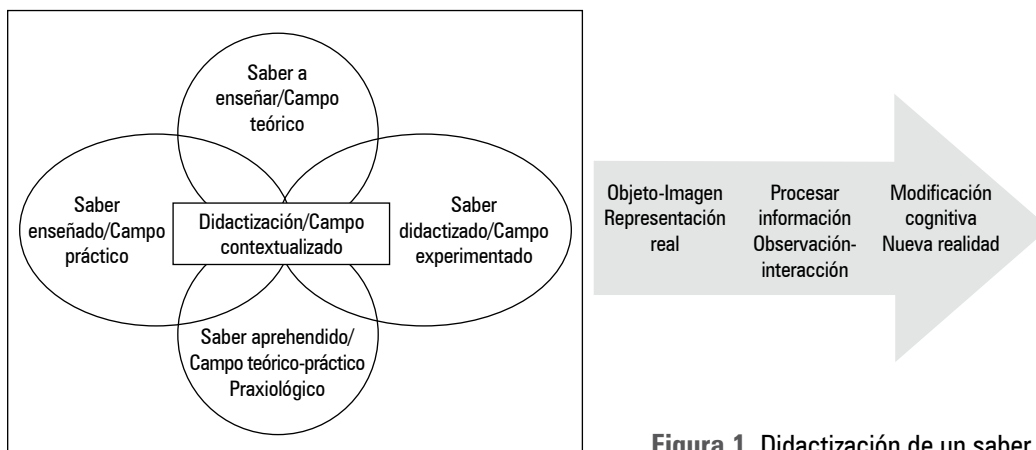 Saber a
enseñar/Campo
teórico
Saber
enseñado/Campo
práctico
Didactización/Campo
contextualizado
Saber
didactizado/Campo
experimentado
Saber aprehendido/
Campo teórico-práctico
Praxiológico
Objeto-Imagen
Representación
real
Procesar
información
Observación-
interacción
Modificación
cognitiva
Nueva realidad
Figura 1. Didactización de un saber